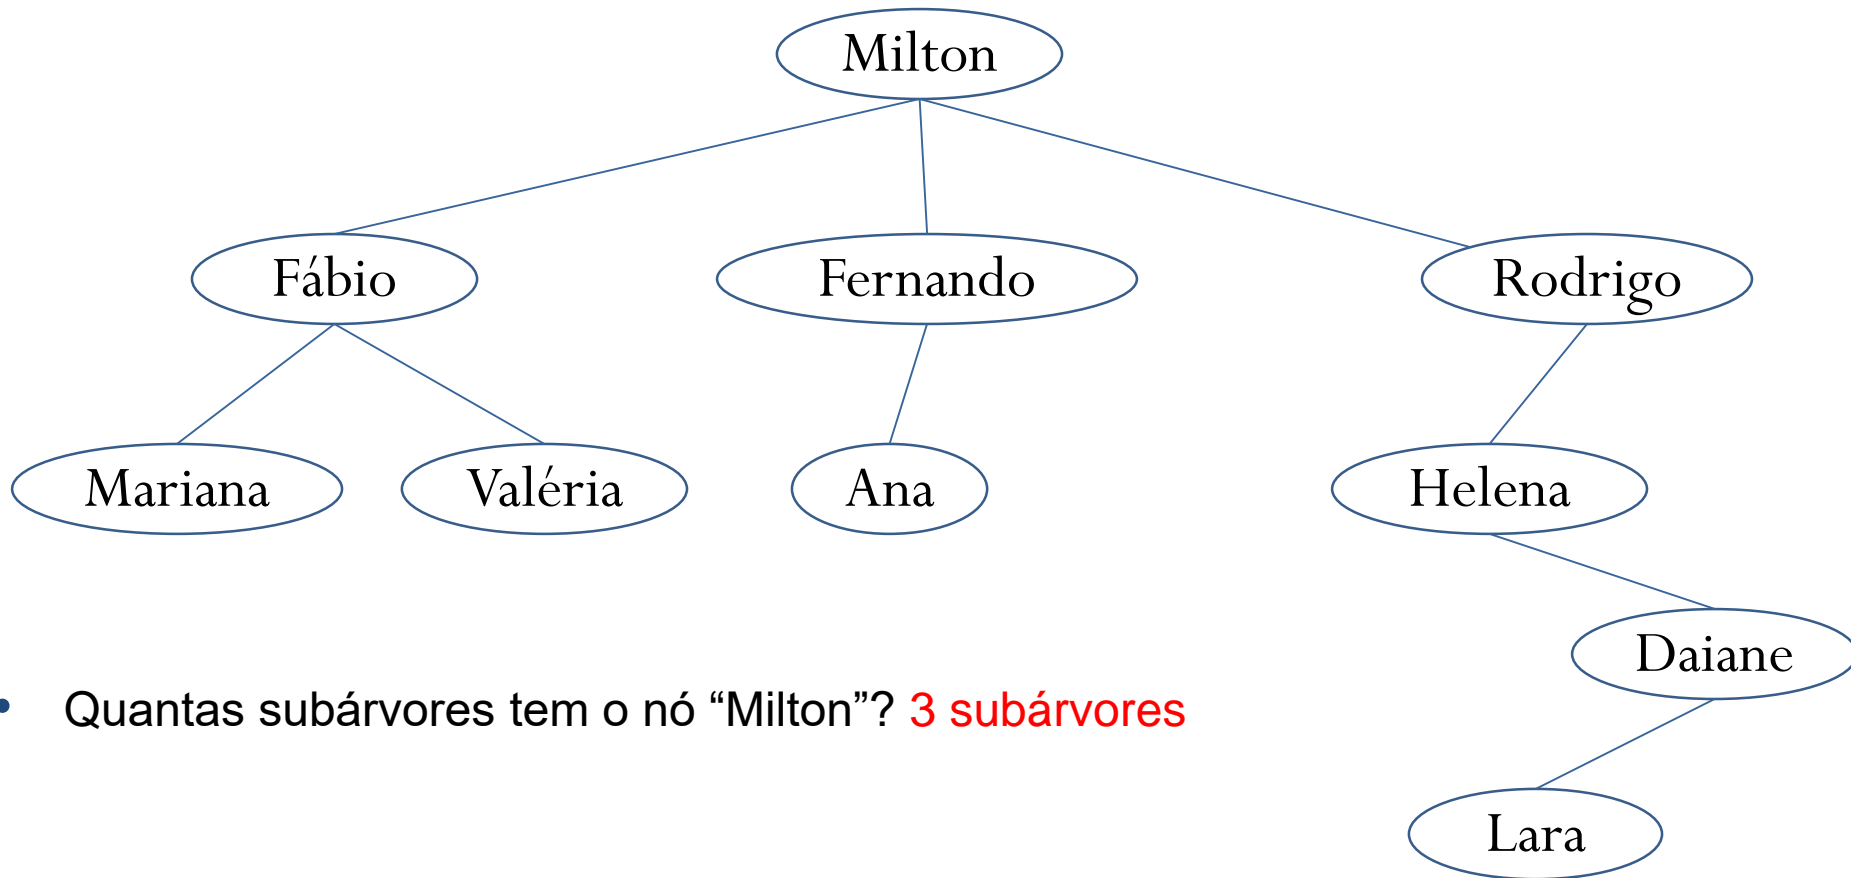 Milton
Fábio
Fernando
Rodrigo
Mariana
Valéria
Ana
Helena
Daiane
• Quantas subárvores tem o nó “Milton”? 3 subárvores
Lara